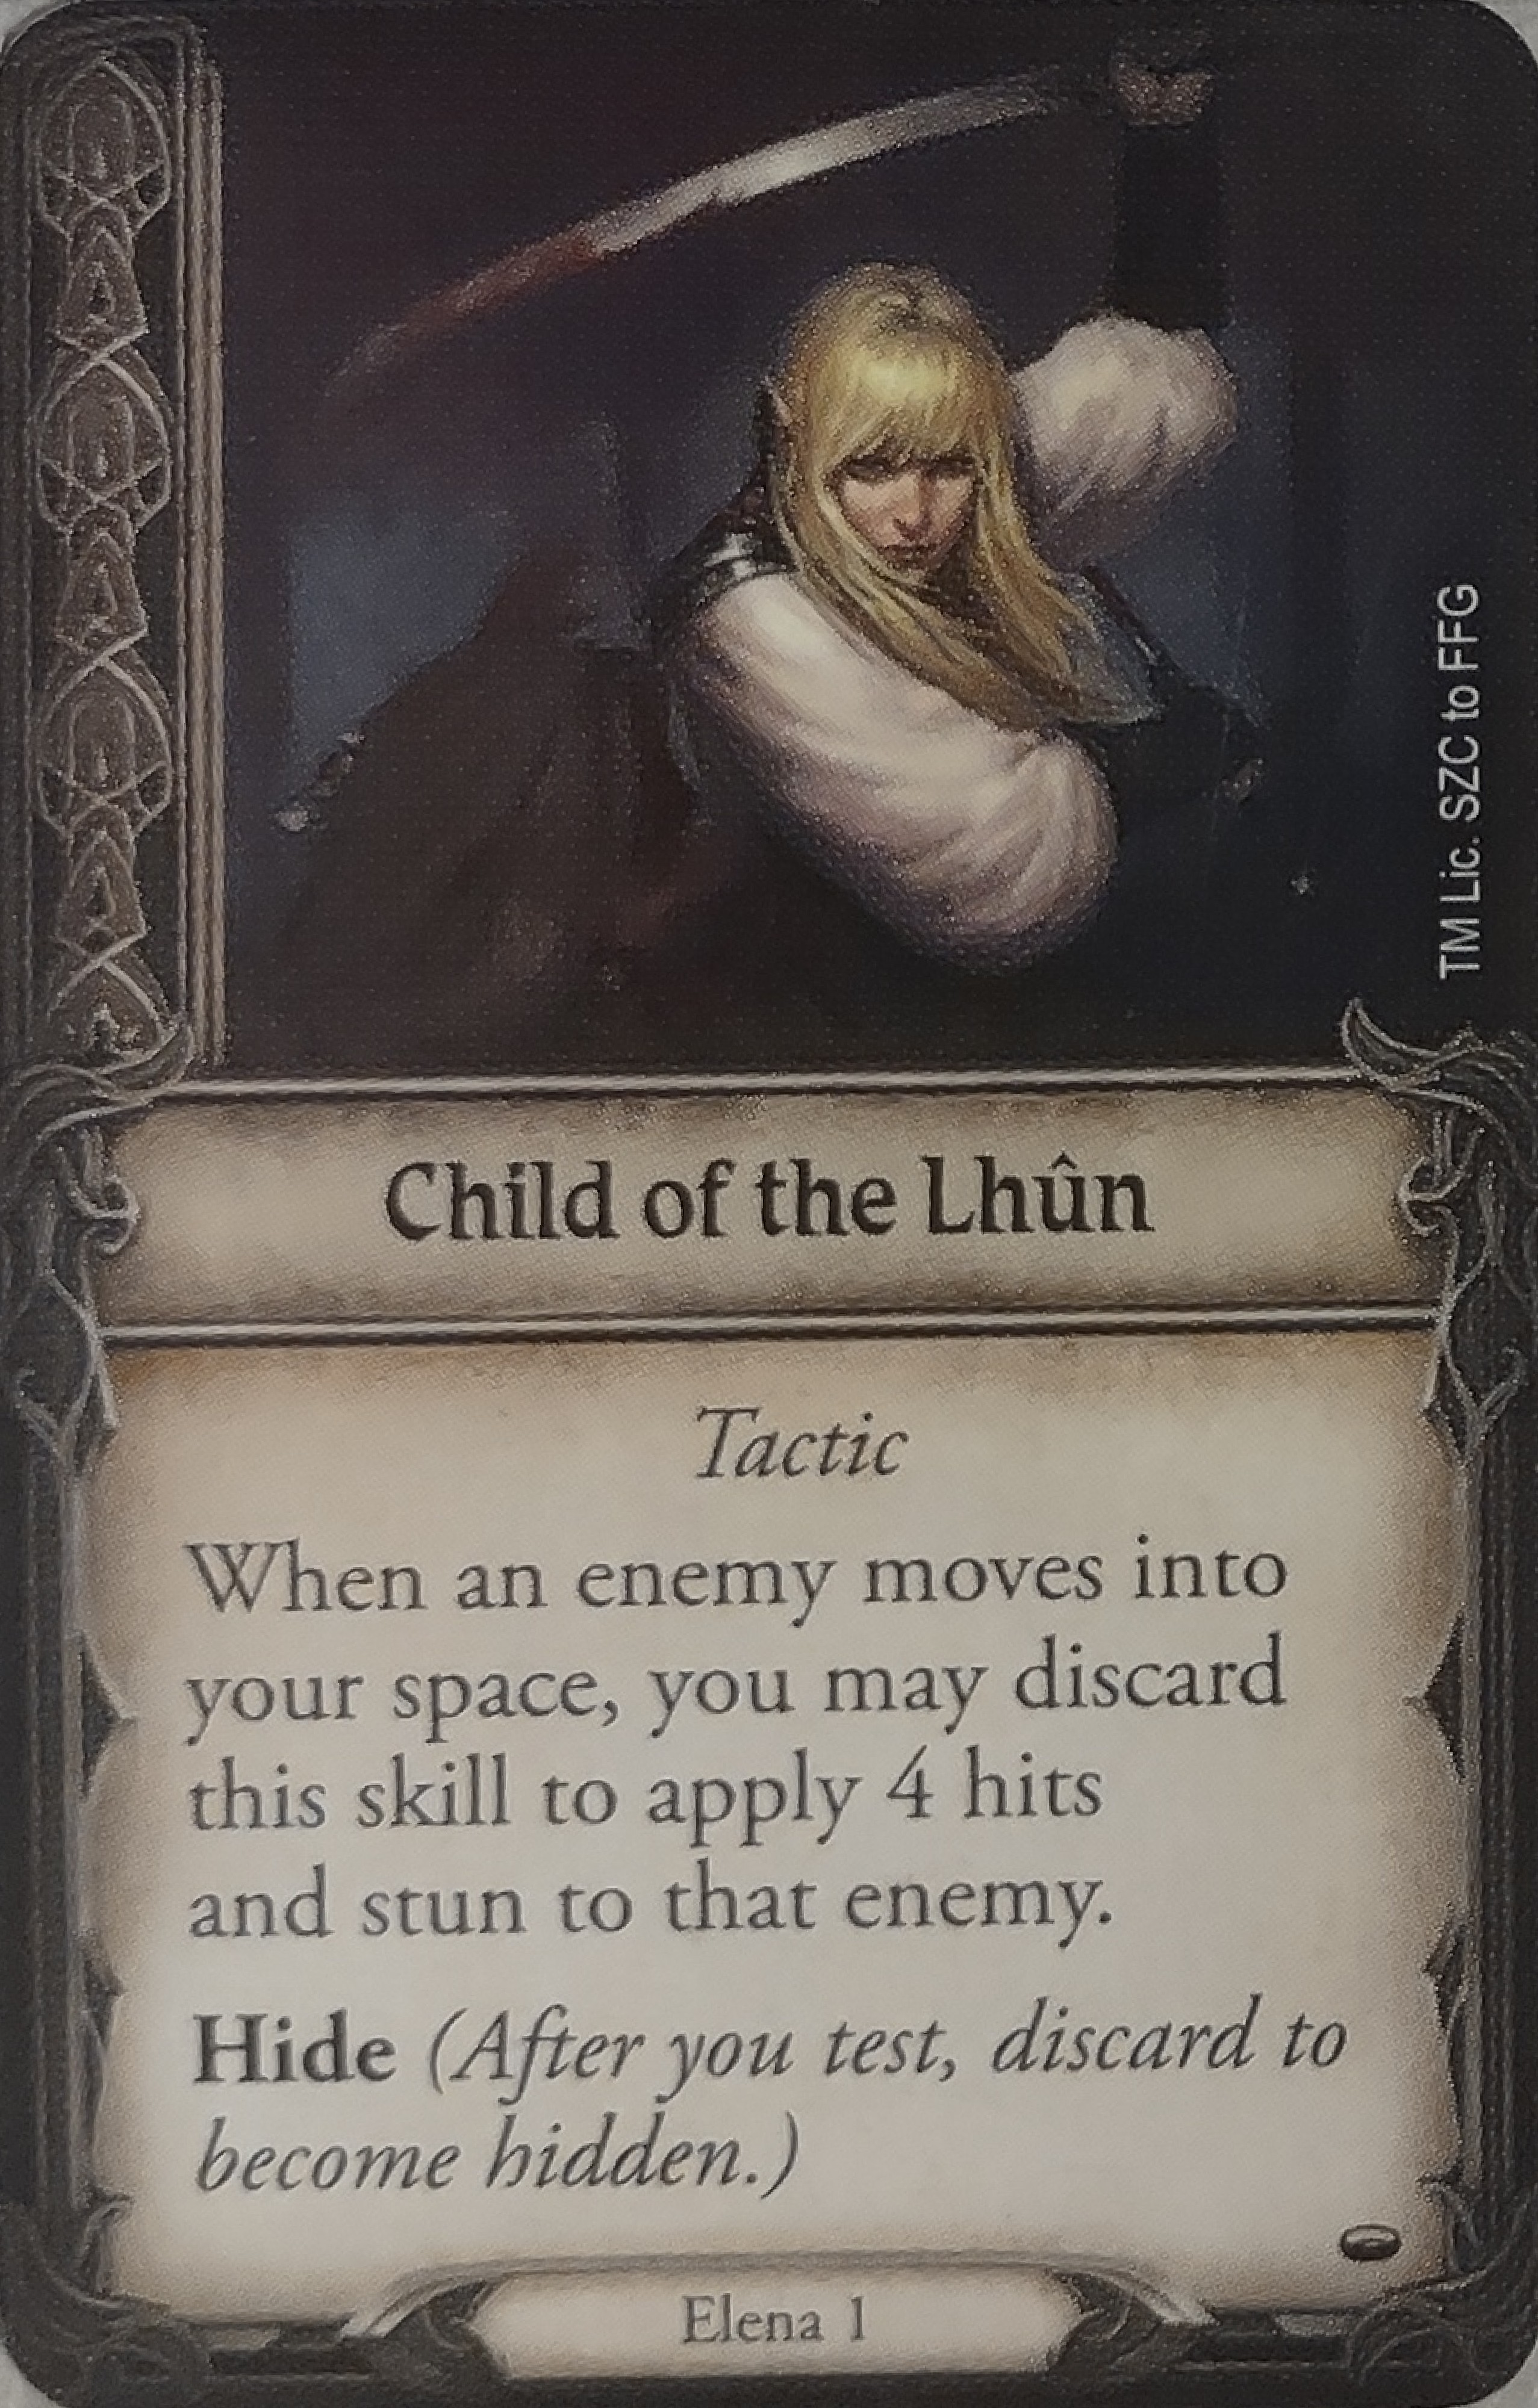 TM Lic. SZC to FFG
Child of the Lhûn
Tactic
When an enemy moves into
your space, you may discard
this skill to apply 4 hits
and stun to that enemy.
Hide (After you test, discard to
become hidden.)
Elena 1